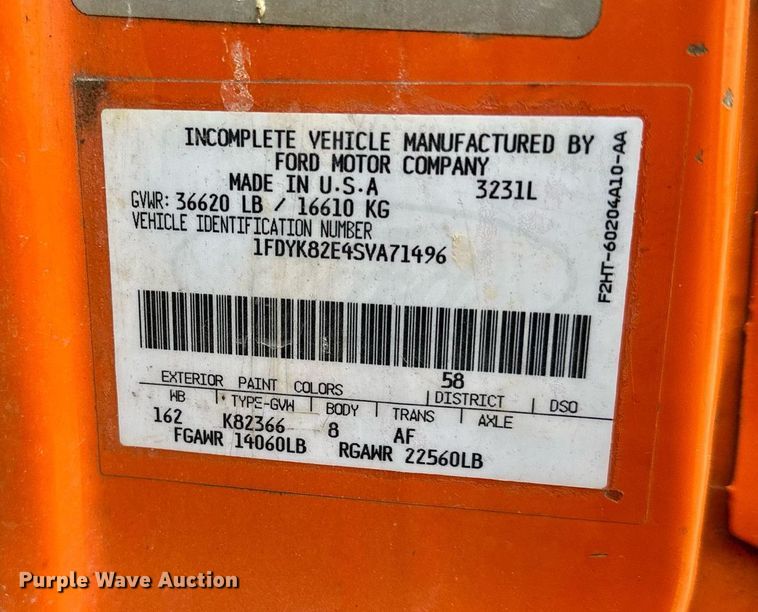 INCOMPLETE VEHICLE MANUFACTURED BY
FORD MOTOR COMPANY
MADE IN U.S.A 3231L
GVWR: 36620 LB / 16610 KG
VEHICLE IDENTIFICATION NUMBER
1FDYK82E4SVA71496
F2HT-60204A10-AA
EXTERIOR PAINT COLORS 58
WB TYPE-GVW BODY TRANS AXLE DISTRICT DSO
162 K82366 8 AF
FGAWR 14060LB RGAWR 22560LB
Purple Wave Auction